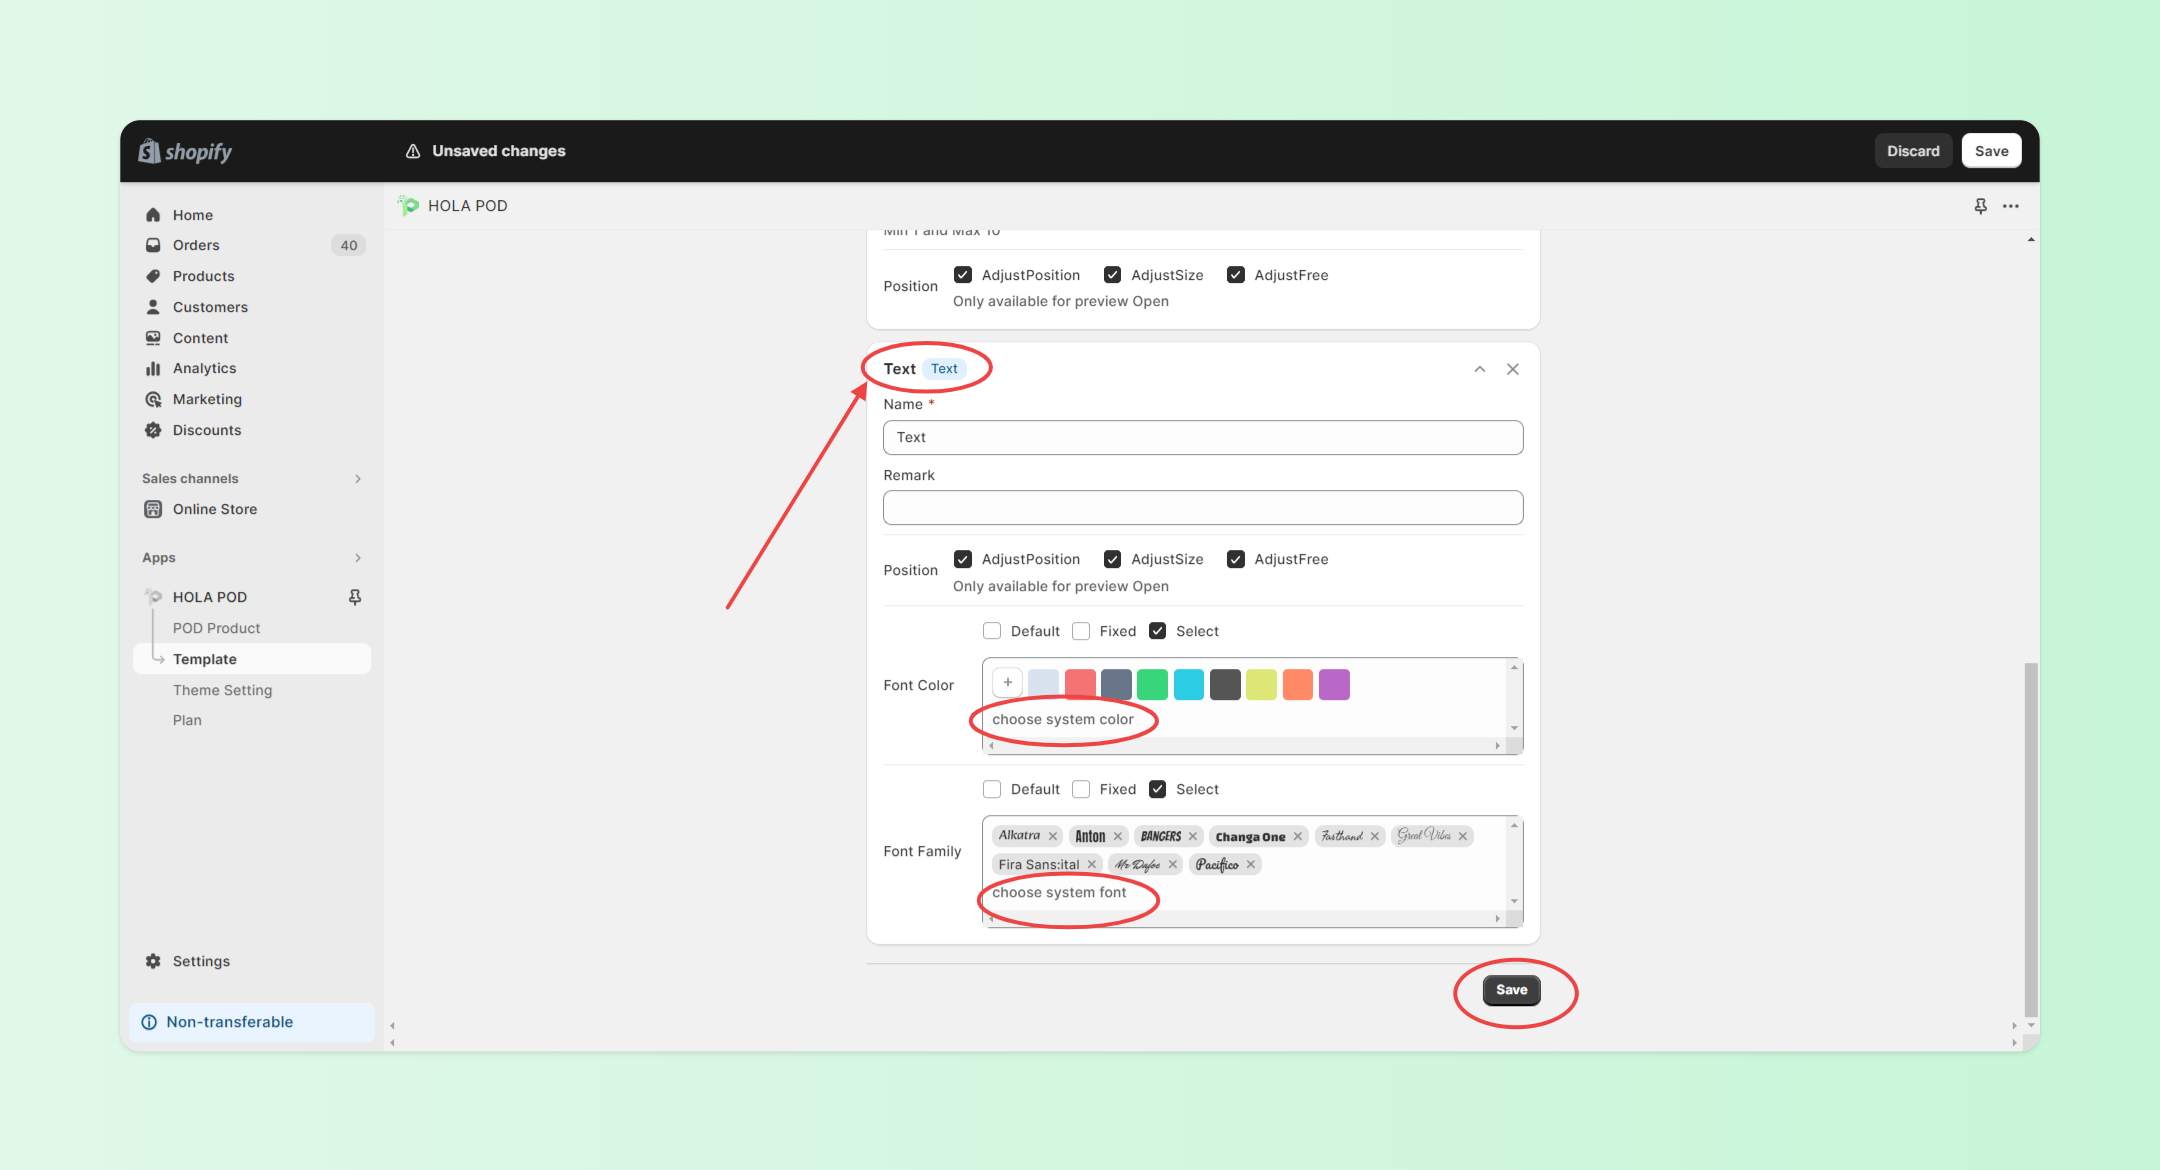 shopify
Unsaved changes
Discard
Save
Home
Orders 40
Products
Customers
Content
Analytics
Marketing
Discounts
Sales channels
Online Store
Apps
HOLA POD
POD Product
Template
Theme Setting
Plan
Settings
Non-transferable
HOLA POD
Min 1 and Max 10
Position AdjustPosition AdjustSize AdjustFree
Only available for preview Open
Text Text
Name *
Text
Remark
Position AdjustPosition AdjustSize AdjustFree
Only available for preview Open
Default Fixed Select
Font Color
+
choose system color
Default Fixed Select
Font Family
Alkatra Anton BANGERS Changa One Fasthand Great Vibes
Fira Sans:ital Mr Dafoe Pacifico
choose system font
Save